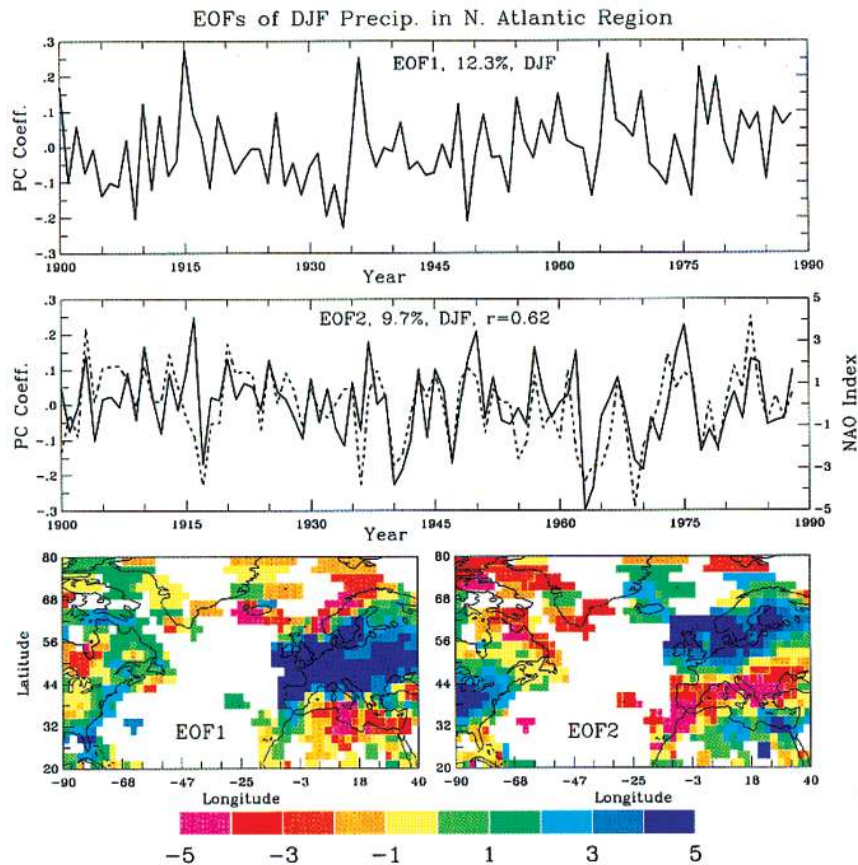 EOFs of DJF Precip. in N. Atlantic Region
EOF1, 12.3%, DJF
PC Coeff.
.3
.2
.1
.0
-.1
-.2
-.3
1900 1915 1930 1945 1960 1975 1990
Year
EOF2, 9.7%, DJF, r=0.62
PC Coeff.
.3
.2
.1
.0
-.1
-.2
-.3
NAO Index
5
3
1
-1
-3
-5
1900 1915 1930 1945 1960 1975 1990
Year
Latitude
80
68
56
44
32
20
EOF1
-90 -68 -47 -25 -3 18 40
Longitude
80
68
56
44
32
20
EOF2
-90 -68 -47 -25 -3 18 40
Longitude
-5 -3 -1 1 3 5